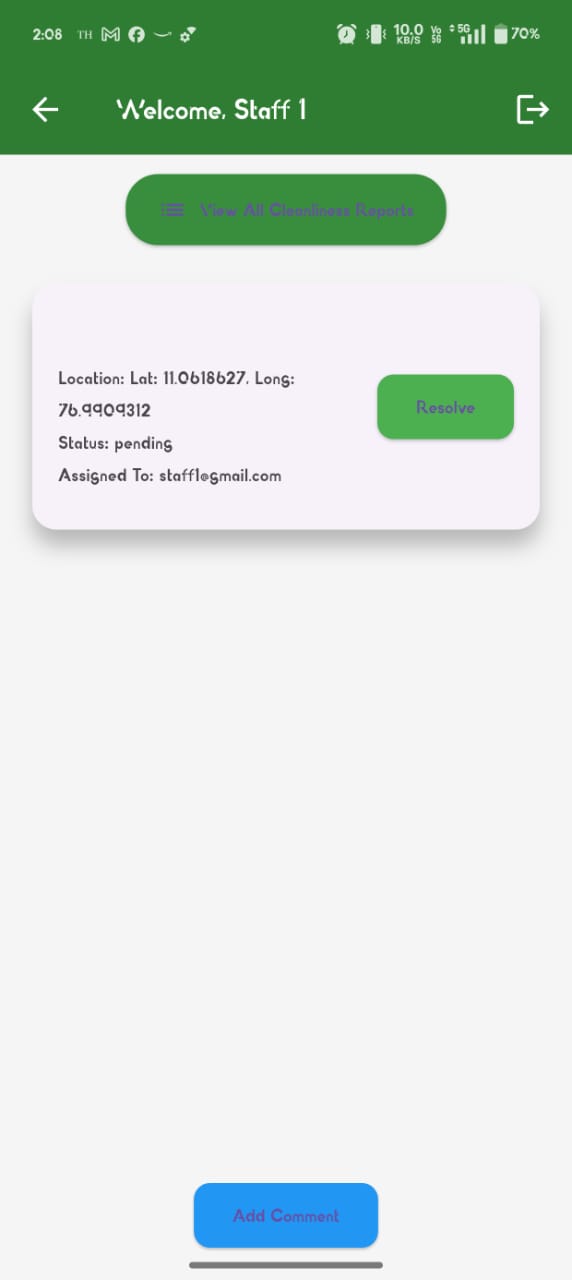 2:08 TH 10.0 KB/S Vo 5G 5G 70%
Welcome, Staff 1
View All Cleanliness Reports
Location: Lat: 11.0618627, Long:
76.9909312
Status: pending
Assigned To: staff1@gmail.com
Resolve
Add Comment